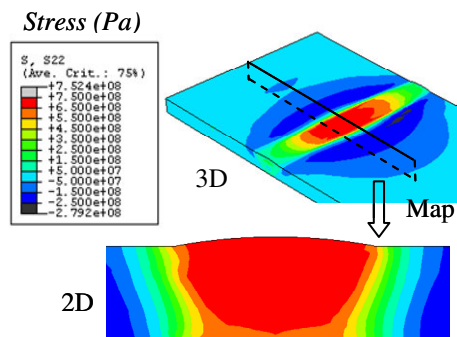 Stress (Pa)
S, S22
(Ave. Crit.: 75%)
+7.524e+08
+7.500e+08
+6.500e+08
+5.500e+08
+4.500e+08
+3.500e+08
+2.500e+08
+1.500e+08
+5.000e+07
-5.000e+07
-1.500e+08
-2.500e+08
-2.792e+08
3D
Map
2D